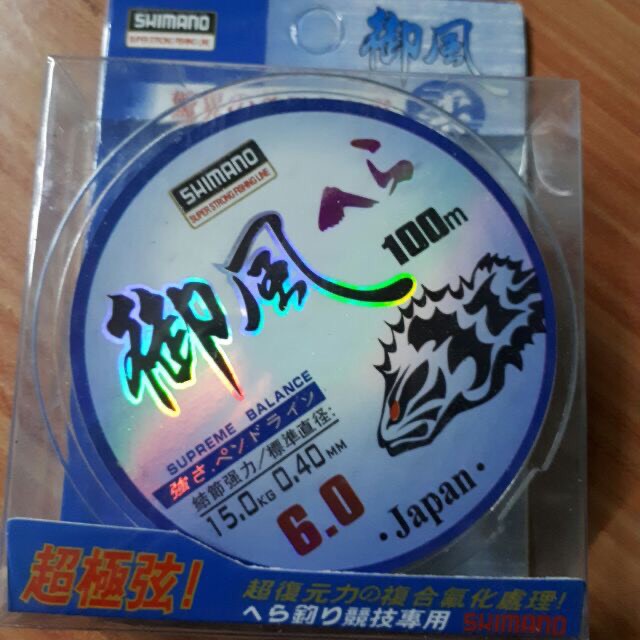 SHIMANO
SUPER STRONG FISHING LINE
御風
SHIMANO
SUPER STRONG FISHING LINE
へら
御風
100m
SUPREME BALANCE
強さ.ペンドライン
結節強力/標準直径:
15.0KG 0.40MM
6.0
·Japan·
超極弦!
超復元力の複合氟化處理!
へら釣り競技専用
SHIMANO